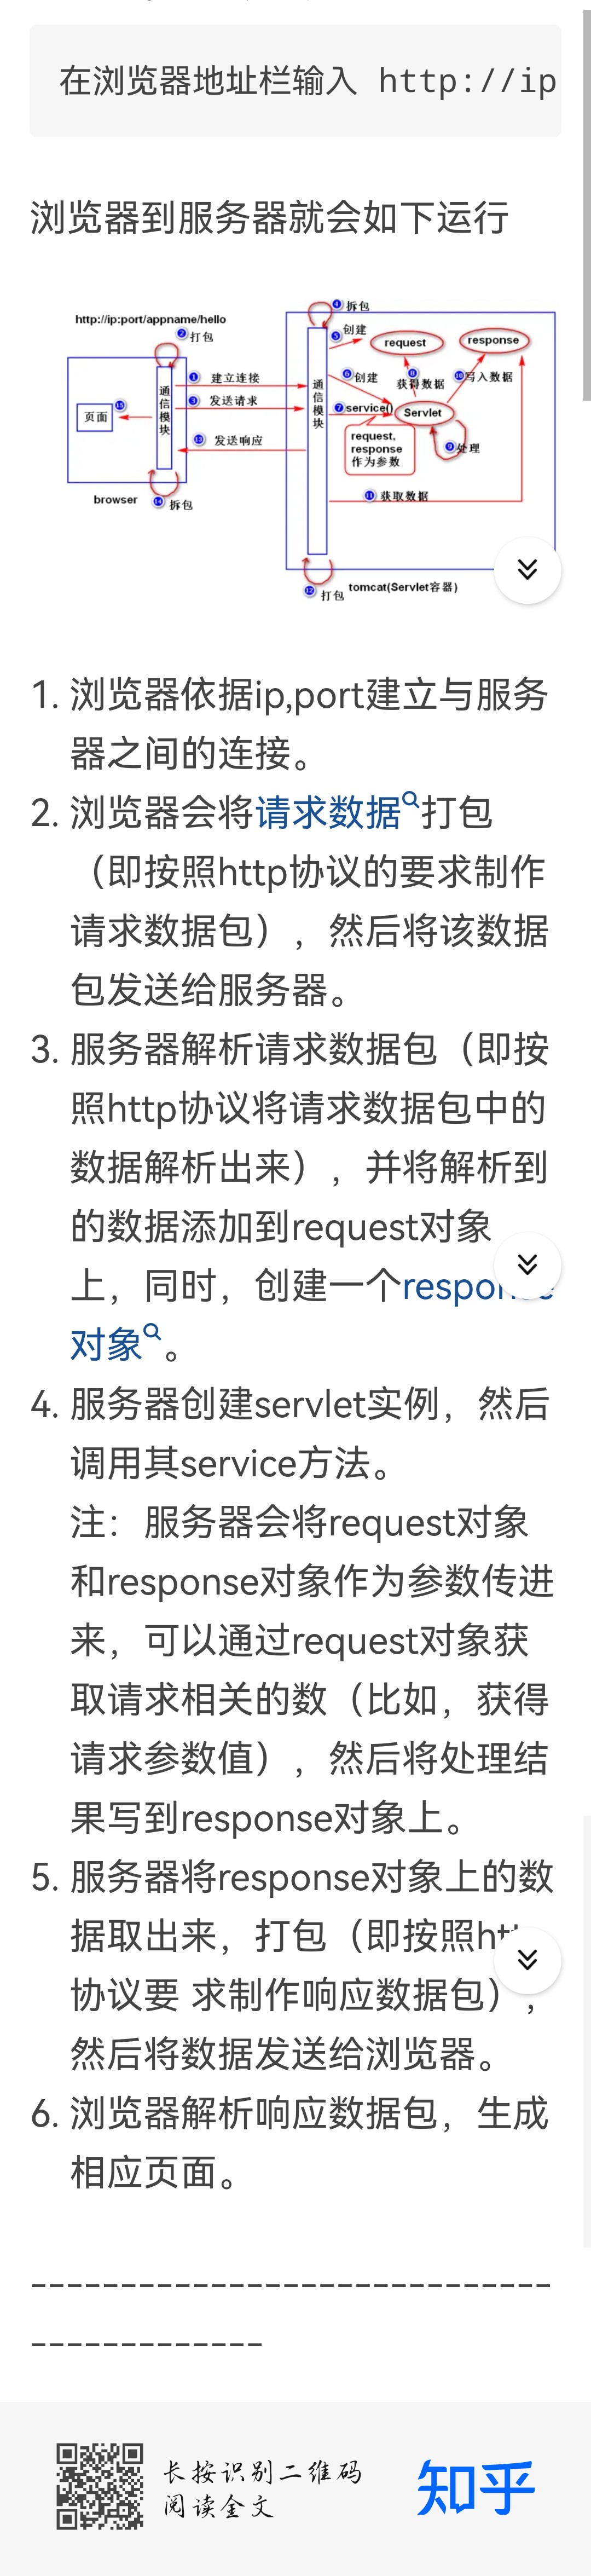 在浏览器地址栏输入 http://ip
浏览器到服务器就会如下运行
http://ip:port/appname/hello
④拆包
②打包
⑤创建
request
response
①建立连接
通信模块
⑥创建
⑧获得数据
⑩写入数据
页面
⑮
③发送请求
通信模块
⑦service()
Servlet
⑬发送响应
request,
response
作为参数
⑨处理
browser
⑭拆包
⑪获取数据
⑫打包
tomcat(Servlet容器)
1. 浏览器依据ip,port建立与服务
器之间的连接。
2. 浏览器会将请求数据打包
（即按照http协议的要求制作
请求数据包），然后将该数据
包发送给服务器。
3. 服务器解析请求数据包（即按
照http协议将请求数据包中的
数据解析出来），并将解析到
的数据添加到request对象
上，同时，创建一个response
对象。
4. 服务器创建servlet实例，然后
调用其service方法。
注：服务器会将request对象
和response对象作为参数传进
来，可以通过request对象获
取请求相关的数（比如，获得
请求参数值），然后将处理结
果写到response对象上。
5. 服务器将response对象上的数
据取出来，打包（即按照http
协议要 求制作响应数据包），
然后将数据发送给浏览器。
6. 浏览器解析响应数据包，生成
相应页面。
-----------------------------
-------------
长按识别二维码
阅读全文
知乎